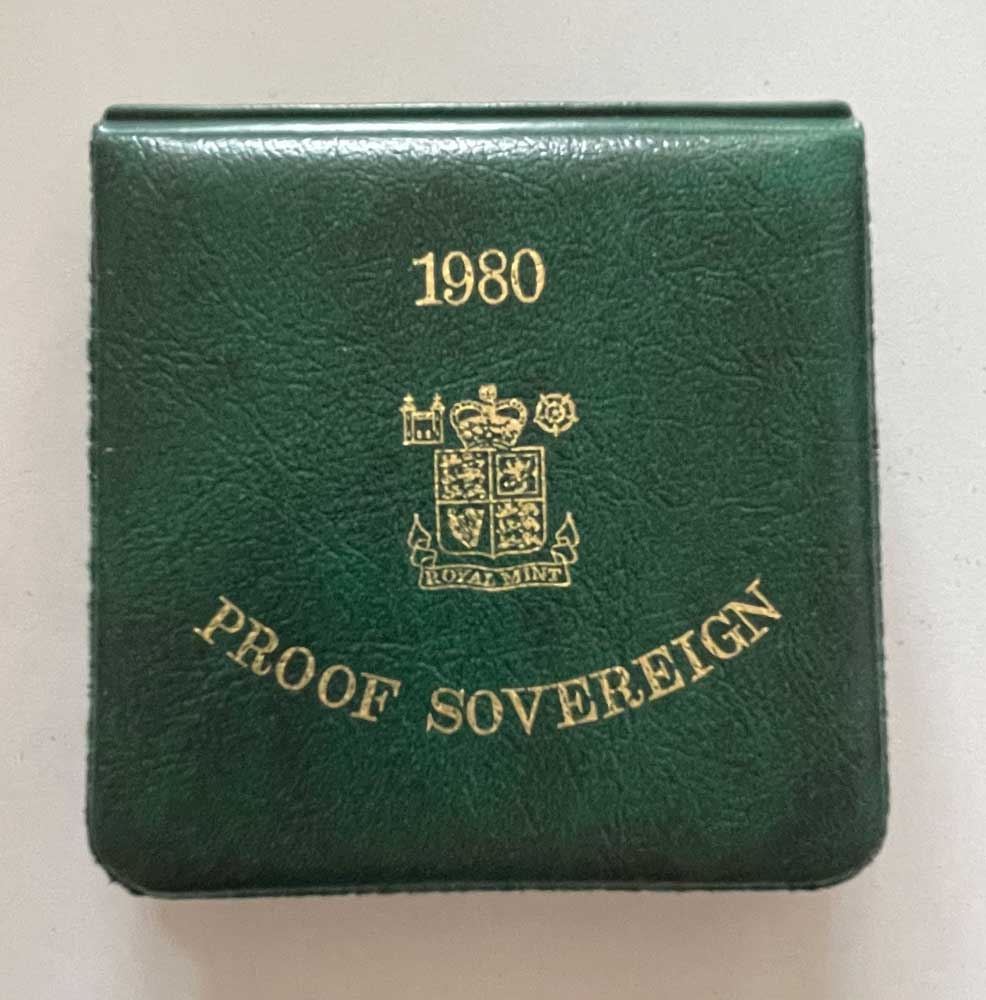 1980
ROYAL MINT
PROOF SOVEREIGN